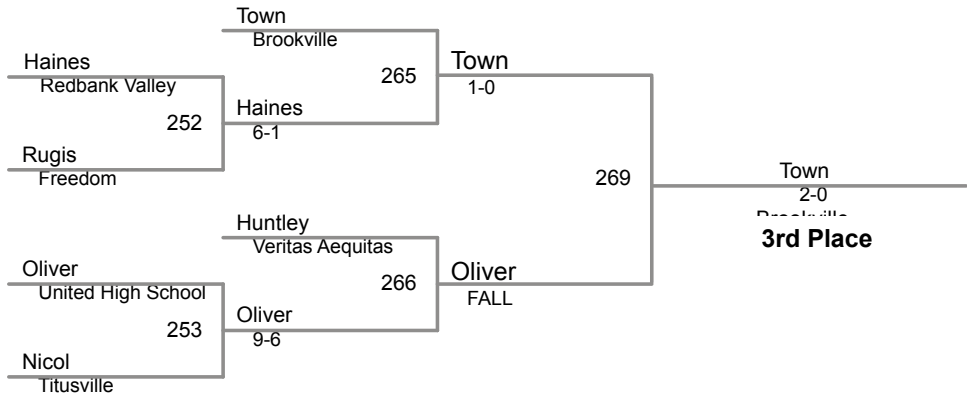 Town
Brookville
Haines
Redbank Valley
265
Town
1-0
252
Haines
6-1
Rugis
Freedom
269
Town
2-0
3rd Place
Huntley
Veritas Aequitas
Oliver
United High School
266
Oliver
FALL
253
Oliver
9-6
Nicol
Titusville